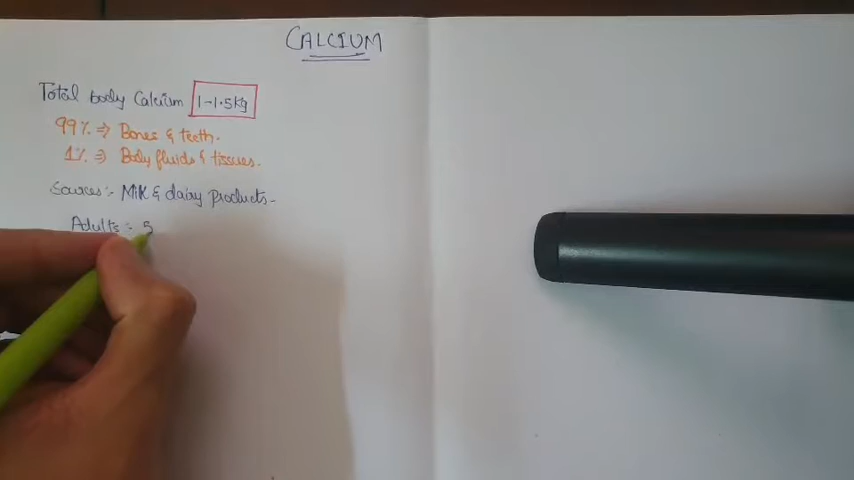 CALCIUM
Total body Calcium 1-1.5kg
99% => Bones & teeth.
1% => Body fluids & tissues.
Sources:- Milk & dairy products-
Adults :- 5